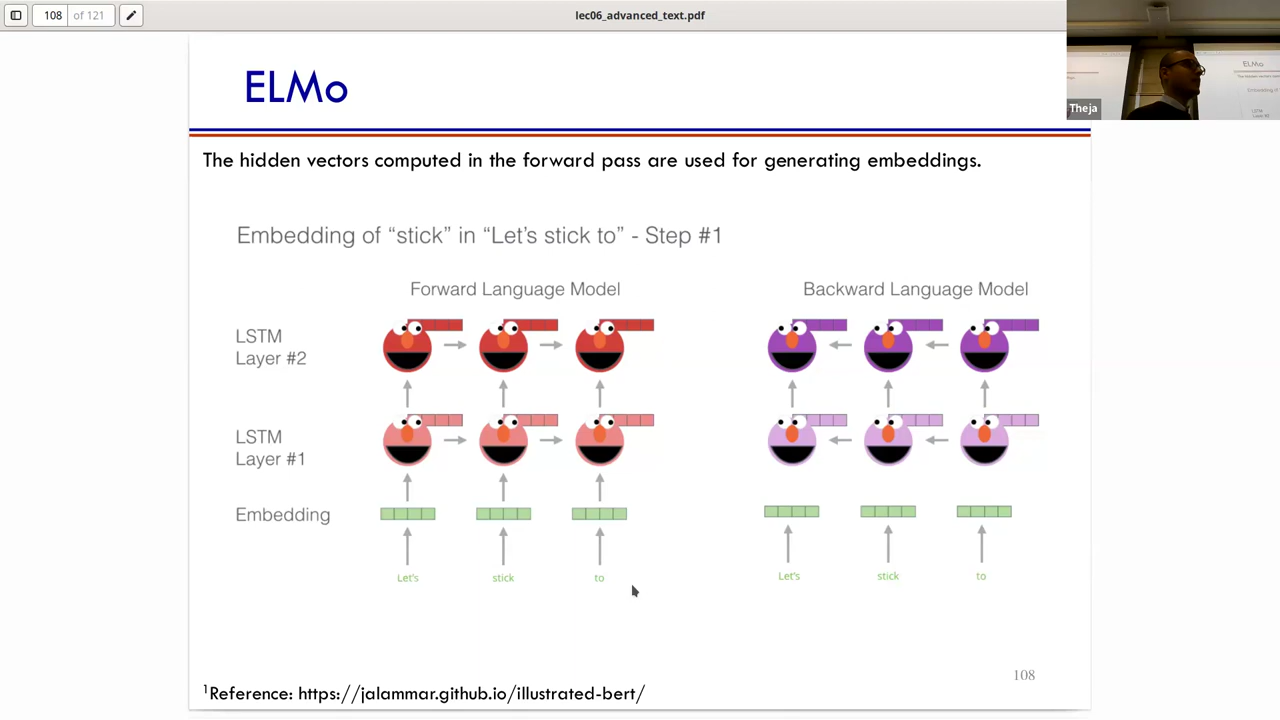 108 of 121
lec06_advanced_text.pdf
Theja
ELMo
The hidden vectors computed in the forward pass are used for generating embeddings.
Embedding of “stick” in “Let’s stick to” - Step #1
Forward Language Model
Backward Language Model
LSTM
Layer #2
LSTM
Layer #1
Embedding
Let's stick to
Let's stick to
108
1Reference: https://jalammar.github.io/illustrated-bert/